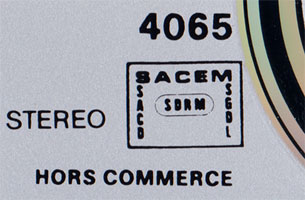 4065
SACEM
SACD
SDRM
SGDL
STEREO
HORS COMMERCE